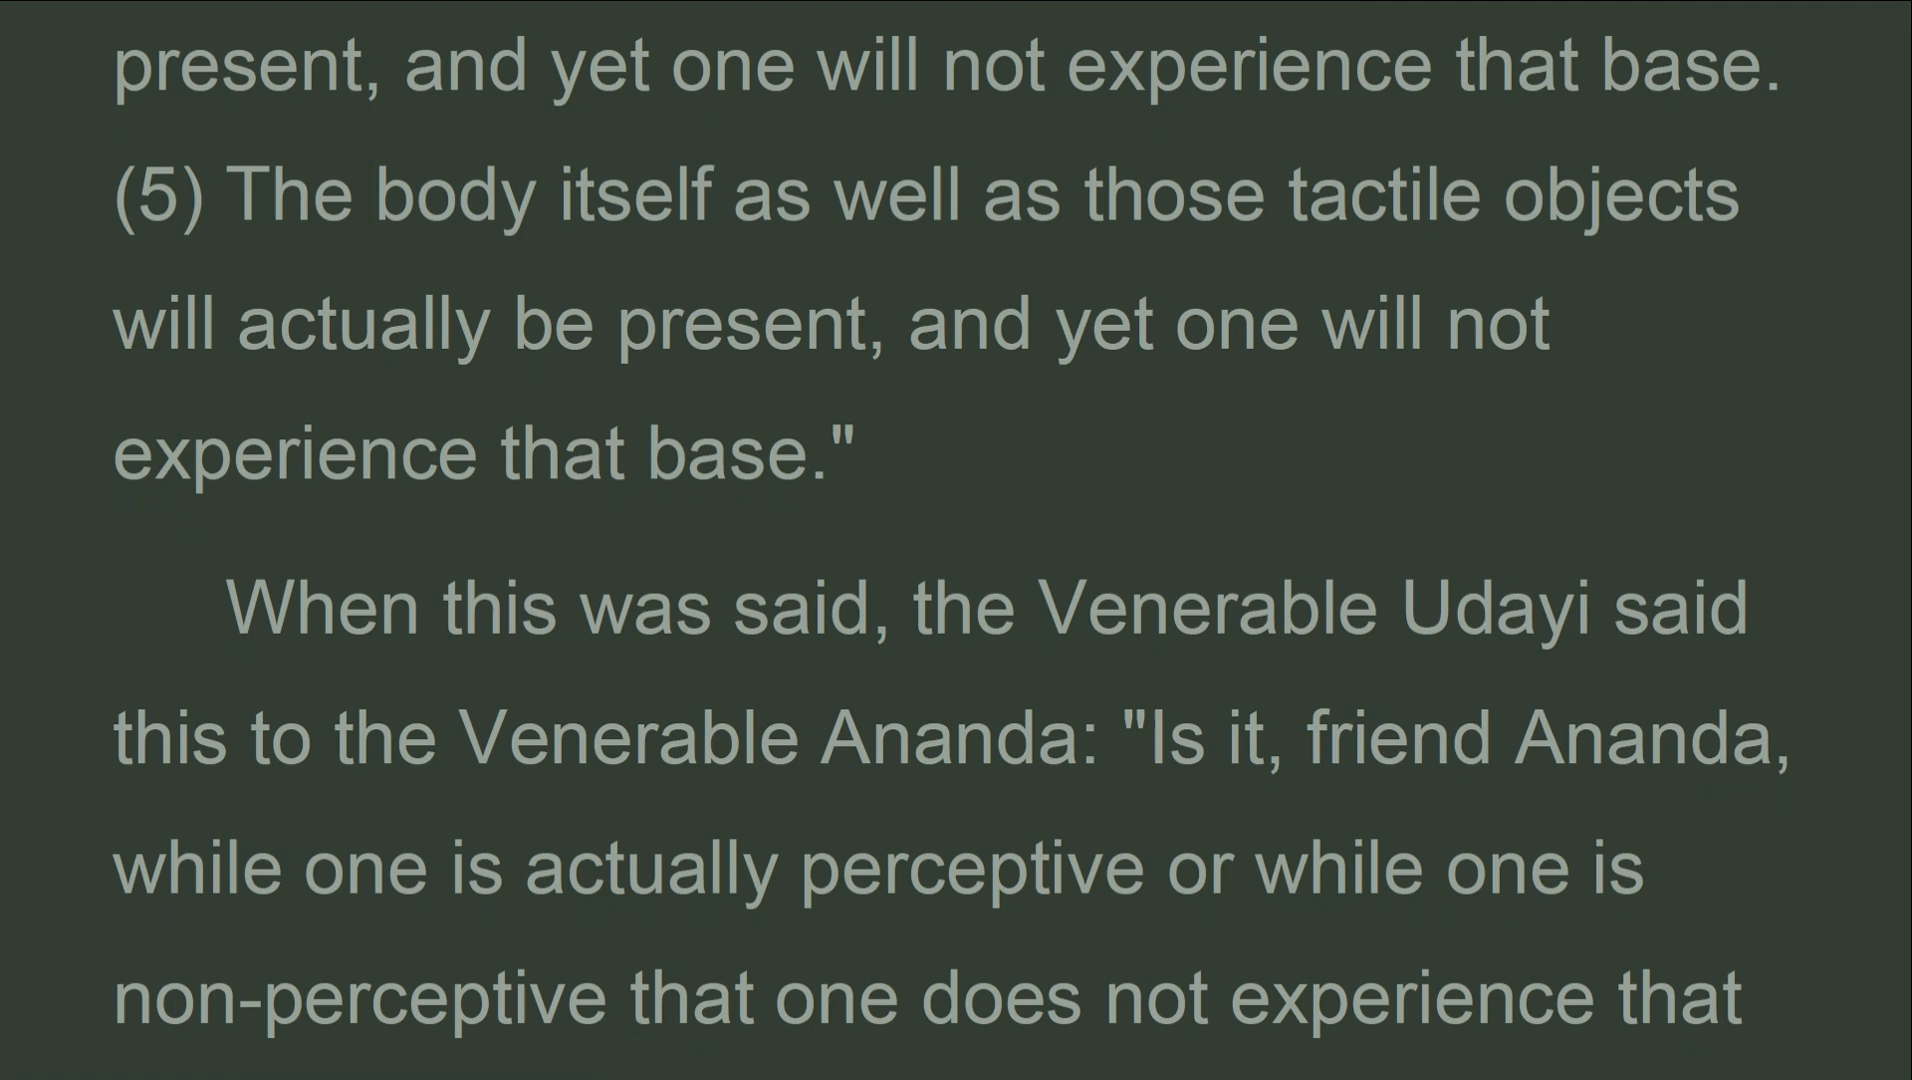 present, and yet one will not experience that base.
(5) The body itself as well as those tactile objects
will actually be present, and yet one will not
experience that base."
When this was said, the Venerable Udayi said
this to the Venerable Ananda: "Is it, friend Ananda,
while one is actually perceptive or while one is
non-perceptive that one does not experience that